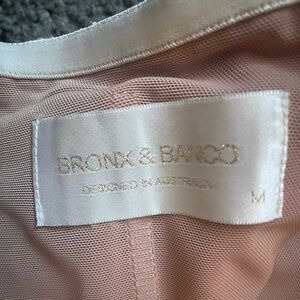 BRONX & BANCO
DESIGNED IN AUSTRALIA
M